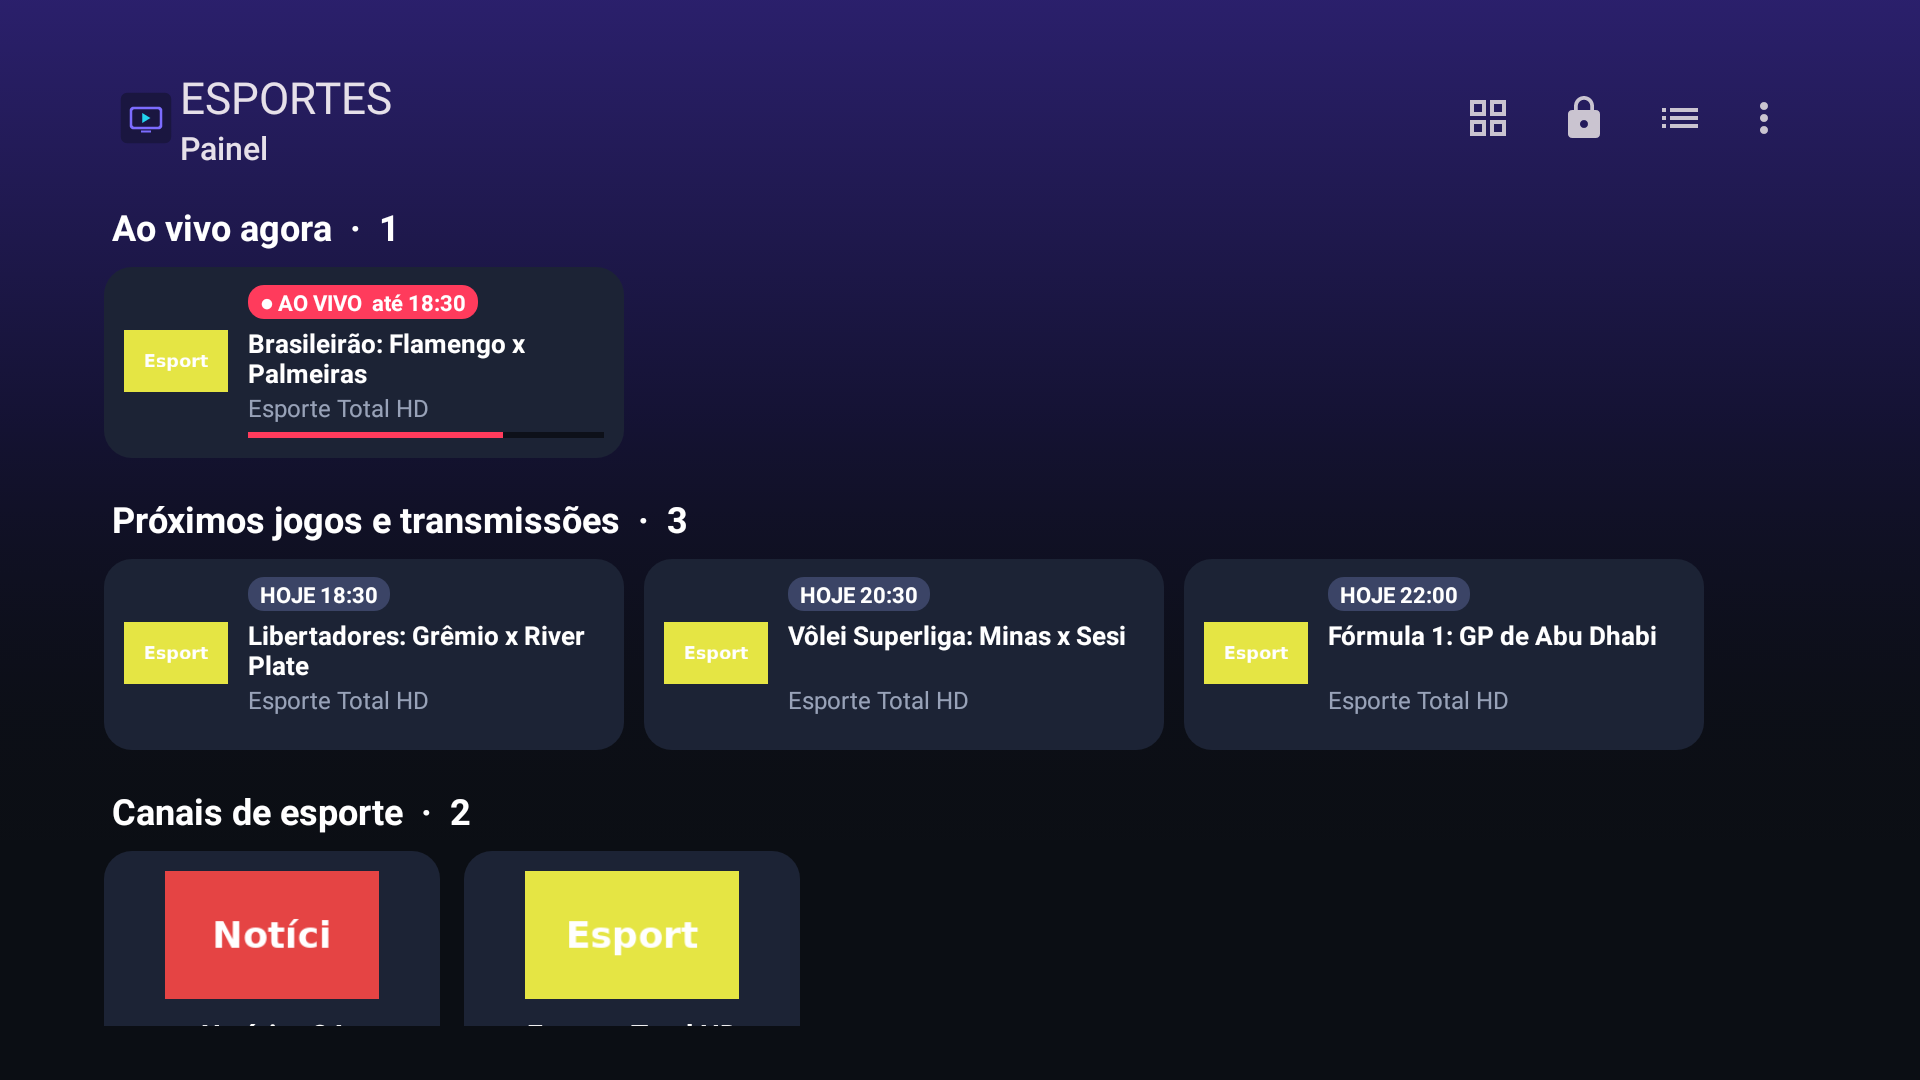 ESPORTES
Painel
Ao vivo agora · 1
AO VIVO até 18:30
Esport
Brasileirão: Flamengo x
Palmeiras
Esporte Total HD
Próximos jogos e transmissões · 3
HOJE 18:30
Esport
Libertadores: Grêmio x River
Plate
Esporte Total HD
HOJE 20:30
Esport
Vôlei Superliga: Minas x Sesi
Esporte Total HD
HOJE 22:00
Esport
Fórmula 1: GP de Abu Dhabi
Esporte Total HD
Canais de esporte · 2
Notíci
Esport